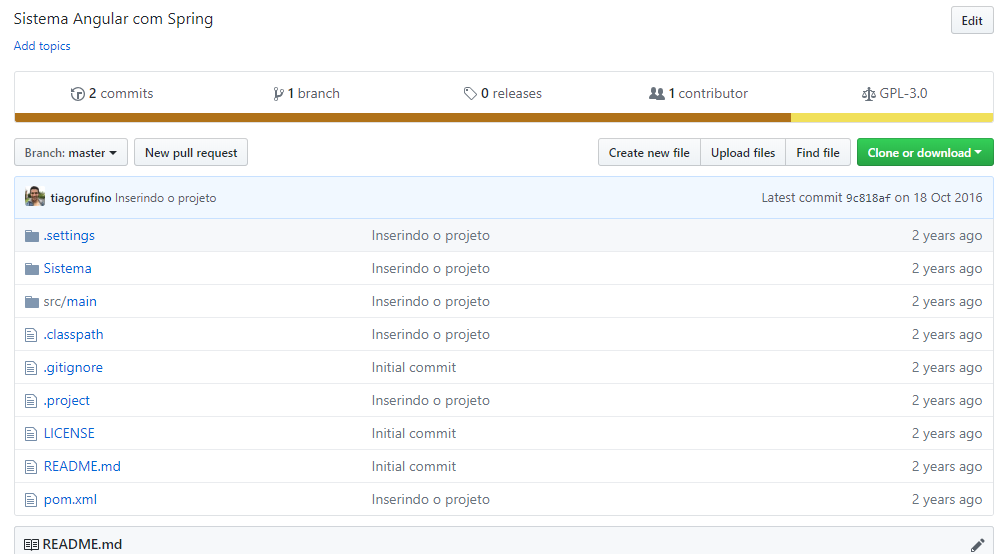 Sistema Angular com Spring
Edit
Add topics
2 commits
1 branch
0 releases
1 contributor
GPL-3.0
Branch: master
New pull request
Create new file
Upload files
Find file
Clone or download
tiagorufino Inserindo o projeto
Latest commit 9c818af on 18 Oct 2016
.settings Inserindo o projeto 2 years ago
Sistema Inserindo o projeto 2 years ago
src/main Inserindo o projeto 2 years ago
.classpath Inserindo o projeto 2 years ago
.gitignore Initial commit 2 years ago
.project Inserindo o projeto 2 years ago
LICENSE Initial commit 2 years ago
README.md Initial commit 2 years ago
pom.xml Inserindo o projeto 2 years ago
README.md